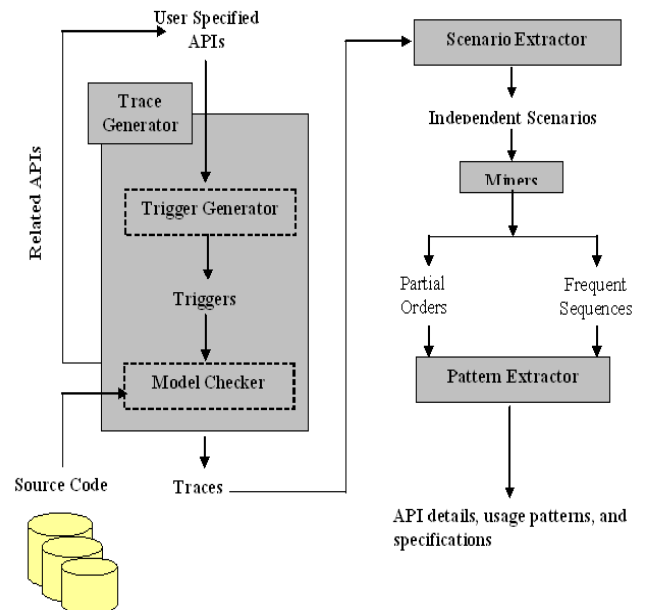 User Specified
APIs
Trace
Generator
Related APIs
Trigger Generator
Triggers
Model Checker
Source Code
Traces
Scenario Extractor
Independent Scenarios
Miners
Partial
Orders
Frequent
Sequences
Pattern Extractor
API details, usage patterns, and
specifications